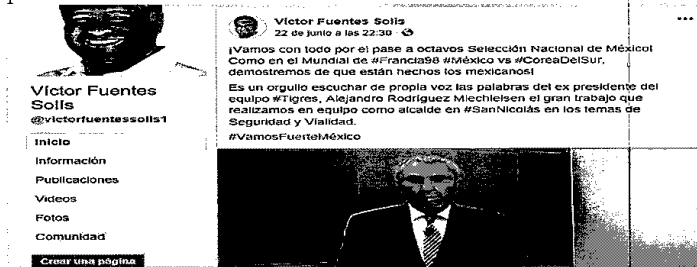 Víctor Fuentes
Solís
@victorfuentessolis1
Inicio
Información
Publicaciones
Videos
Fotos
Comunidad
Crear una página
Víctor Fuentes Solís
22 de junio a las 22:30 ·
¡Vamos con todo por el pase a octavos Selección Nacional de México!
Como en el Mundial de #Francia98 #México vs #CoreaDelSur,
demostremos de que están hechos los mexicanos!
Es un orgullo escuchar de propia voz las palabras del ex presidente del
equipo #Tigres, Alejandro Rodríguez Miechielsen el gran trabajo que
realizamos en equipo como alcalde en #SanNicolás en los temas de
Seguridad y Vialidad.
#VamosFuerteMéxico